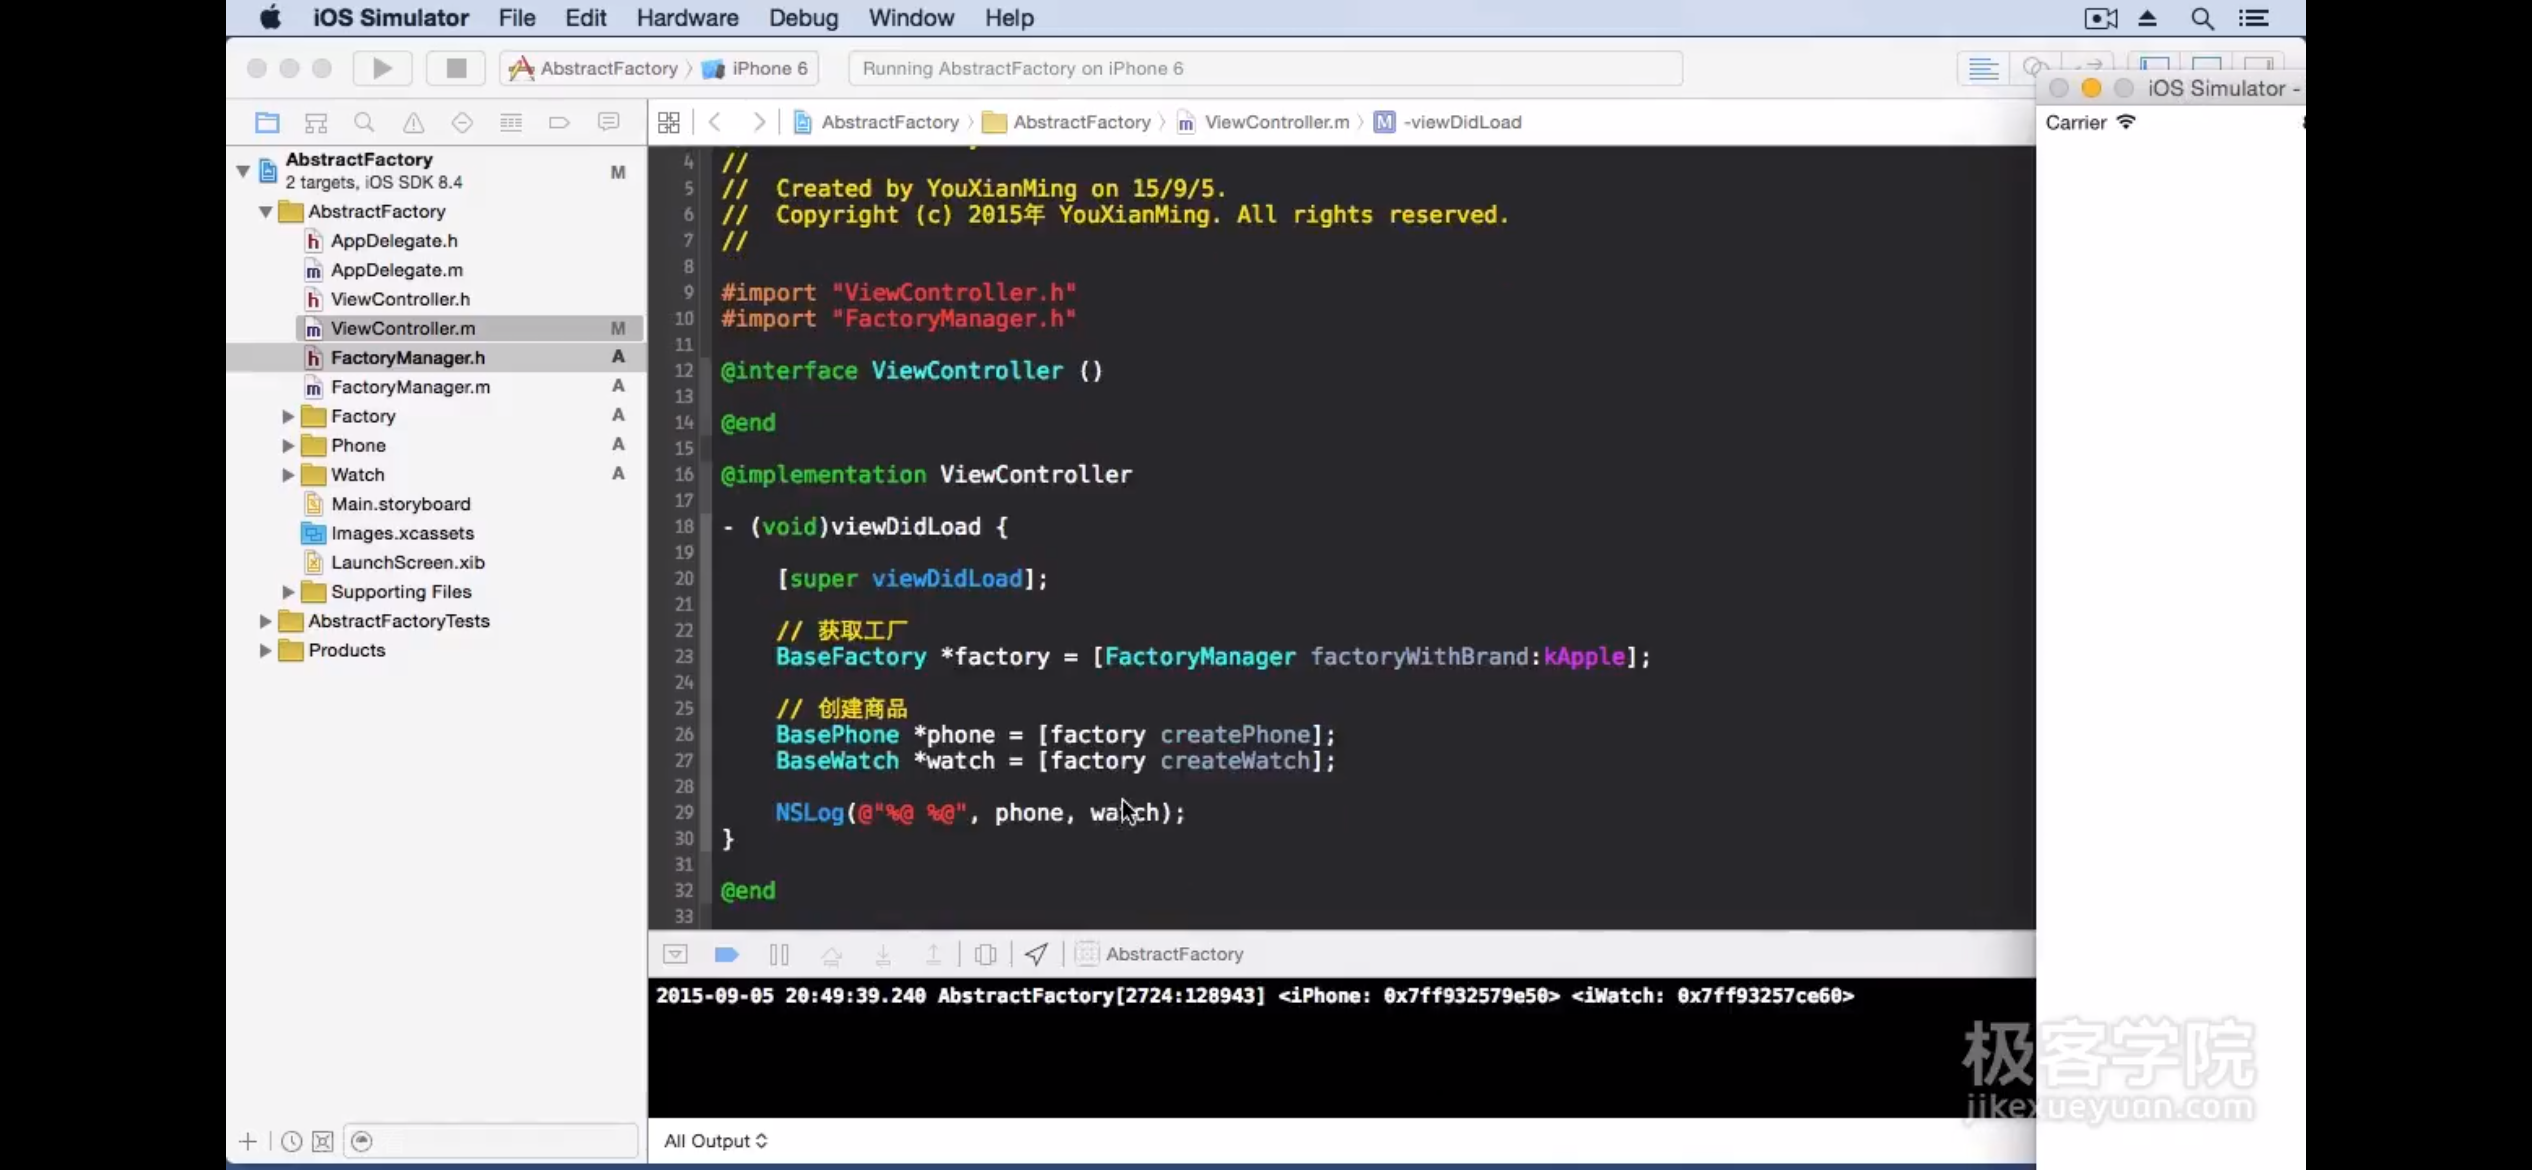 iOS Simulator File Edit Hardware Debug Window Help
AbstractFactory iPhone 6
Running AbstractFactory on iPhone 6
iOS Simulator -
Carrier
AbstractFactory AbstractFactory ViewController.m M -viewDidLoad
AbstractFactory M
2 targets, iOS SDK 8.4
AbstractFactory
h AppDelegate.h
m AppDelegate.m
h ViewController.h
m ViewController.m M
h FactoryManager.h A
m FactoryManager.m A
Factory A
Phone A
Watch A
Main.storyboard
Images.xcassets
LaunchScreen.xib
Supporting Files
AbstractFactoryTests
Products
4 //
5 // Created by YouXianMing on 15/9/5.
6 // Copyright (c) 2015年 YouXianMing. All rights reserved.
7 //
8
9 #import "ViewController.h"
10 #import "FactoryManager.h"
11
12 @interface ViewController ()
13
14 @end
15
16 @implementation ViewController
17
18 - (void)viewDidLoad {
19
20 [super viewDidLoad];
21
22 // 获取工厂
23 BaseFactory *factory = [FactoryManager factoryWithBrand:kApple];
24
25 // 创建商品
26 BasePhone *phone = [factory createPhone];
27 BaseWatch *watch = [factory createWatch];
28
29 NSLog(@"%@ %@", phone, watch);
30 }
31
32 @end
33
AbstractFactory
2015-09-05 20:49:39.240 AbstractFactory[2724:128943] <iPhone: 0x7ff932579e50> <iWatch: 0x7ff93257ce60>
All Output
极客学院
jikexueyuan.com